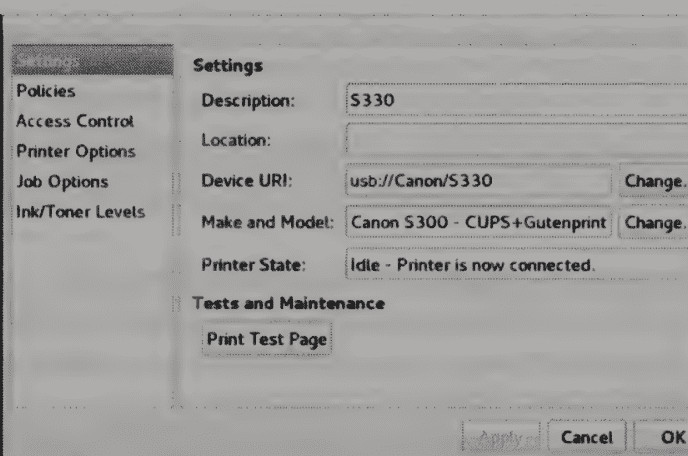 Settings
Policies
Access Control
Printer Options
Job Options
Ink/Toner Levels
Settings
Description: S330
Location:
Device URI: usb://Canon/S330 Change.
Make and Model: Canon S300 - CUPS+Gutenprint Change.
Printer State: Idle - Printer is now connected.
Tests and Maintenance
Print Test Page
Apply Cancel OK